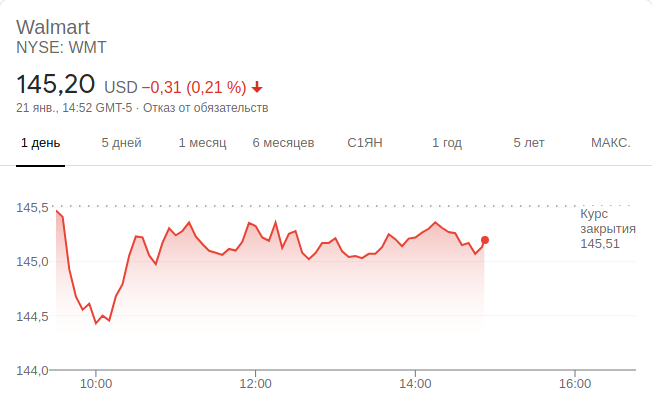 Walmart
NYSE: WMT
145,20 USD −0,31 (0,21 %)
21 янв., 14:52 GMT-5 · Отказ от обязательств
1 день 5 дней 1 месяц 6 месяцев С1ЯН 1 год 5 лет МАКС.
145,5
Курс
закрытия
145,51
145,0
144,5
144,0
10:00 12:00 14:00 16:00